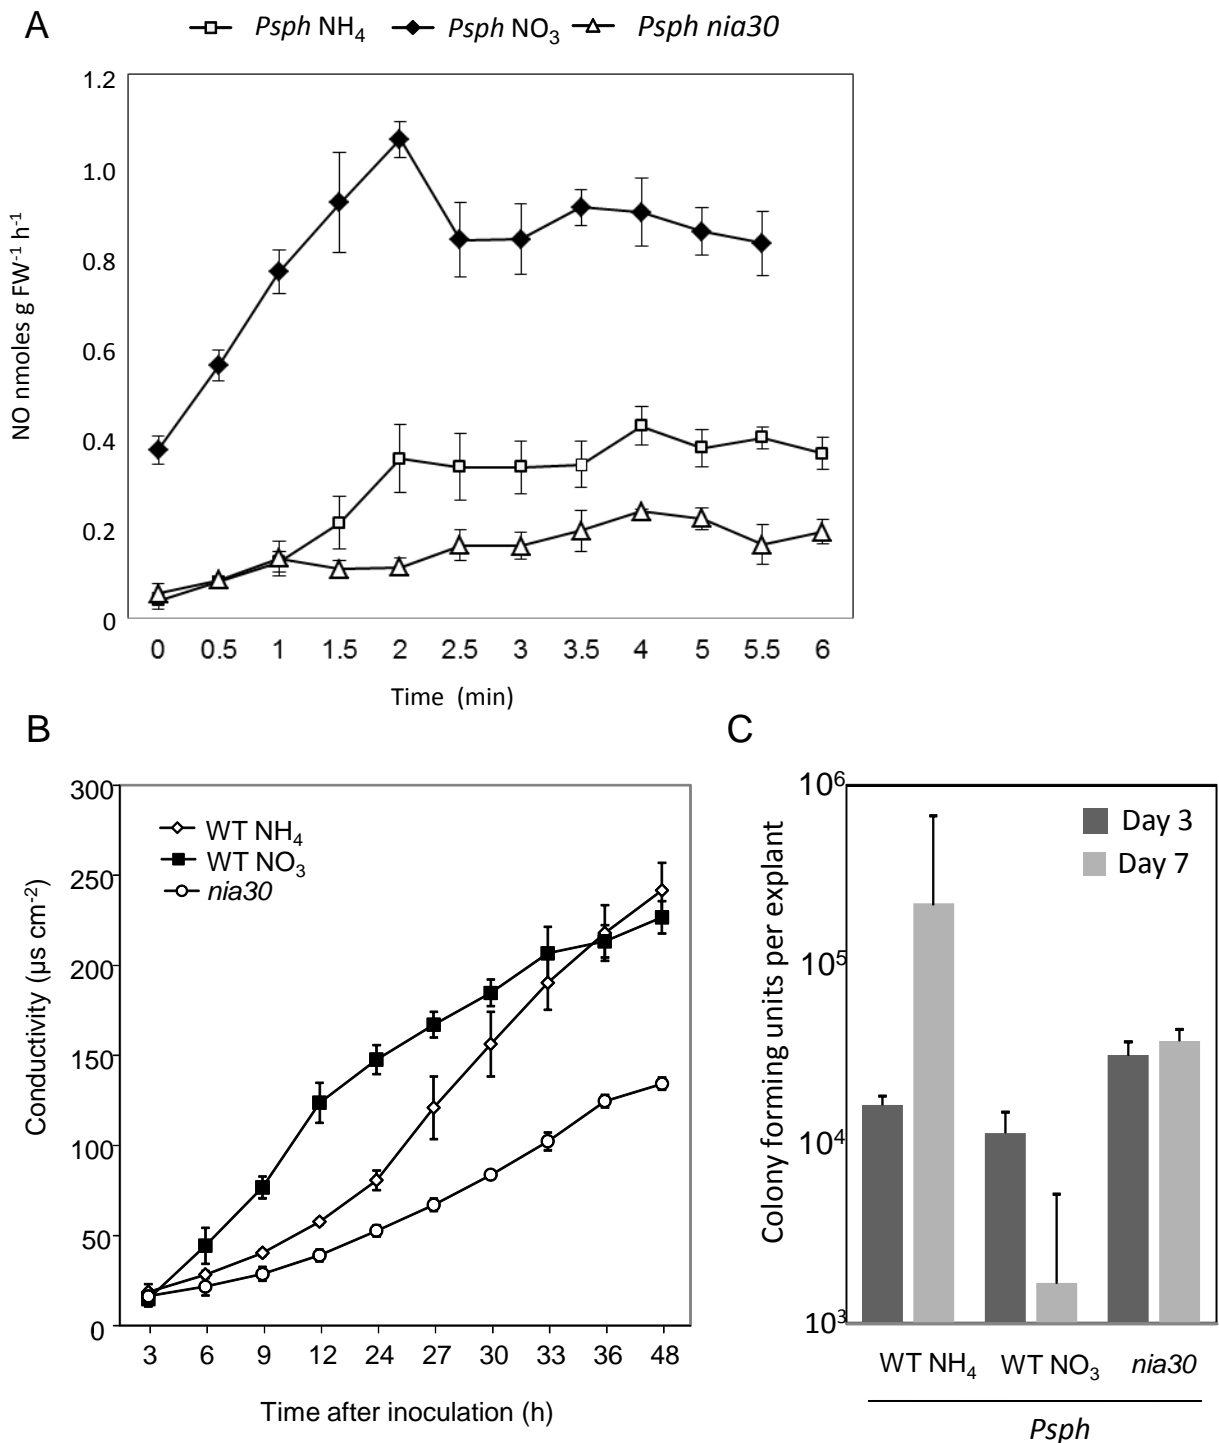 A
Psph NH4 Psph NO3 Psph nia30
1.2
1.0
0.8
0.6
0.4
0.2
0
NO nmoles g FW-1 h-1
0 0.5 1 1.5 2 2.5 3 3.5 4 5 5.5 6
Time (min)
B
300
250
200
150
100
50
0
Conductivity (µs cm-2)
WT NH4
WT NO3
nia30
3 6 9 12 24 27 30 33 36 48
Time after inoculation (h)
C
10^6
10^5
10^4
10^3
Colony forming units per explant
Day 3
Day 7
WT NH4 WT NO3 nia30
Psph